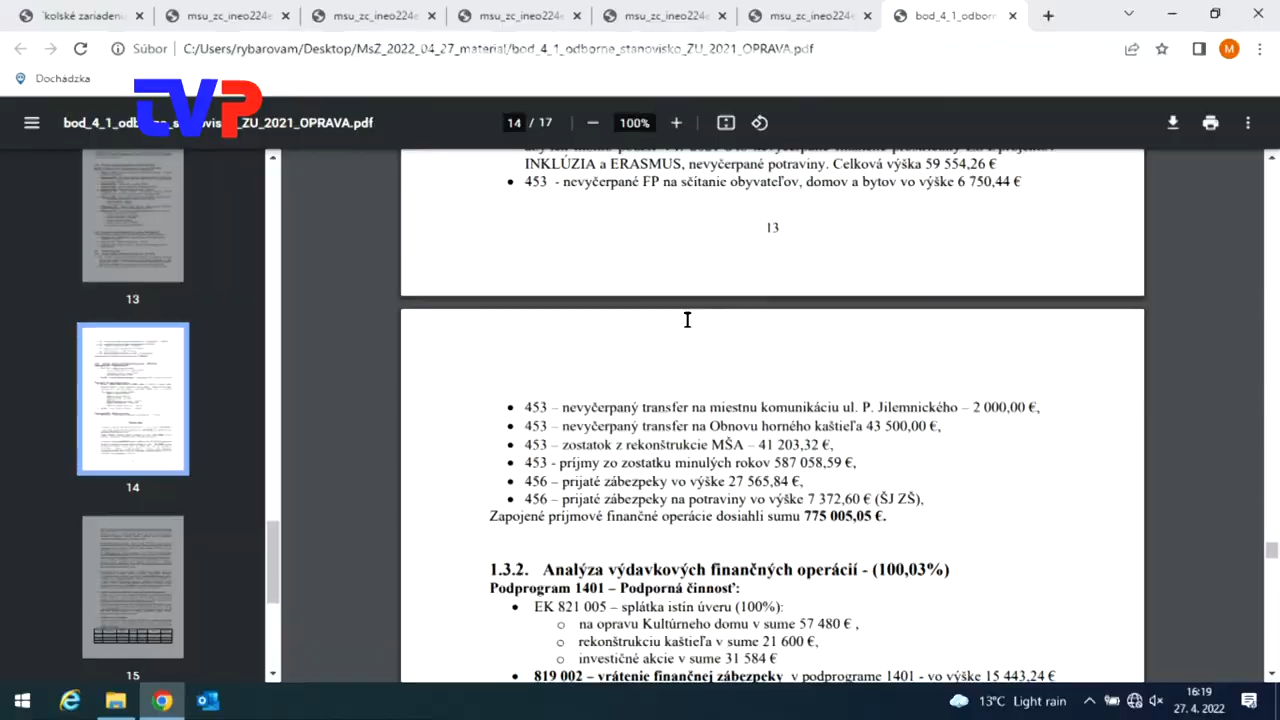 'kolské zariaden
msu_zc_ineo224e
msu_zc_ineo224e
msu_zc_ineo224e
msu_zc_ineo224e
msu_zc_ineo224e
bod_4_1_odborn
Súbor
C:/Users/rybarovam/Desktop/MsZ_2022_04_27_material/bod_4_1_odborne_stanovisko_ZU_2021_OPRAVA.pdf
M
Dochádzka
TVP
ZU_2021_OPRAVA.pdf
14 / 17
100%
INKLUZIA a ERASMUS, nevyčerpané potraviny. Celková výška 59 554,26 €
• 453 - nevyčerpané FP na sčítanie obyvateľov, domov a bytov vo výške 6 750,44 €
13
13
• 453 – nevyčerpaný transfer na miestnu komunikáciu ul. P. Jilemnického – 2 000,00 €,
• 453 – nevyčerpaný transfer na Obnovu horného kaštieľa 43 500,00 €,
• 453 – zostatok z rekonštrukcie MŠA – 41 203,32 €,
• 453 - príjmy zo zostatku minulých rokov 587 058,59 €,
• 456 – prijaté zábezpeky vo výške 27 565,84 €,
• 456 – prijaté zábezpeky na potraviny vo výške 7 372,60 € (ŠJ ZŠ),
Zapojené príjmové finančné operácie dosiahli sumu 775 005,05 €.
14
1.3.2. Analýza výdavkových finančných operácií - (100,03%)
Podprogram 1401 – Podporná činnosť:
• EK 821 005 – splátka istín úveru (100%):
o na opravu Kultúrneho domu v sume 57 480 € ,
o rekonštrukciu kaštieľa v sume 21 600 €,
o investičné akcie v sume 31 584 €
• 819 002 – vrátenie finančnej zábezpeky v podprograme 1401 - vo výške 15 443,24 €
15
13°C Light rain
16:19
27. 4. 2022